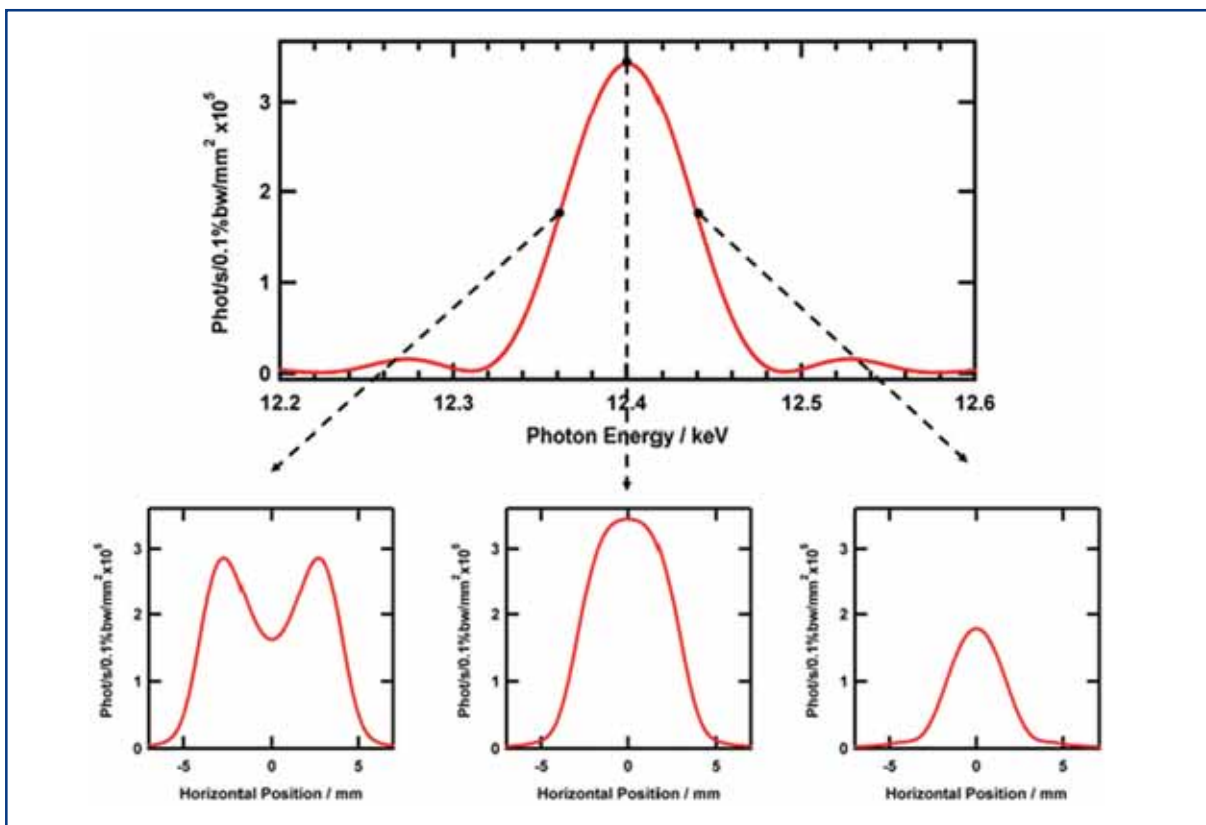 Phot/s/0.1%bw/mm² x10⁵
3
2
1
0
12.2 12.3 12.4 12.5 12.6
Photon Energy / keV
Phot/s/0.1%bw/mm²x10⁵
3
2
1
0
-5 0 5
Horizontal Position / mm
Phot/s/0.1%bw/mm²x10⁵
3
2
1
0
-5 0 5
Horizontal Position / mm
Phot/s/0.1%bw/mm²x10⁵
3
2
1
0
-5 0 5
Horizontal Position / mm